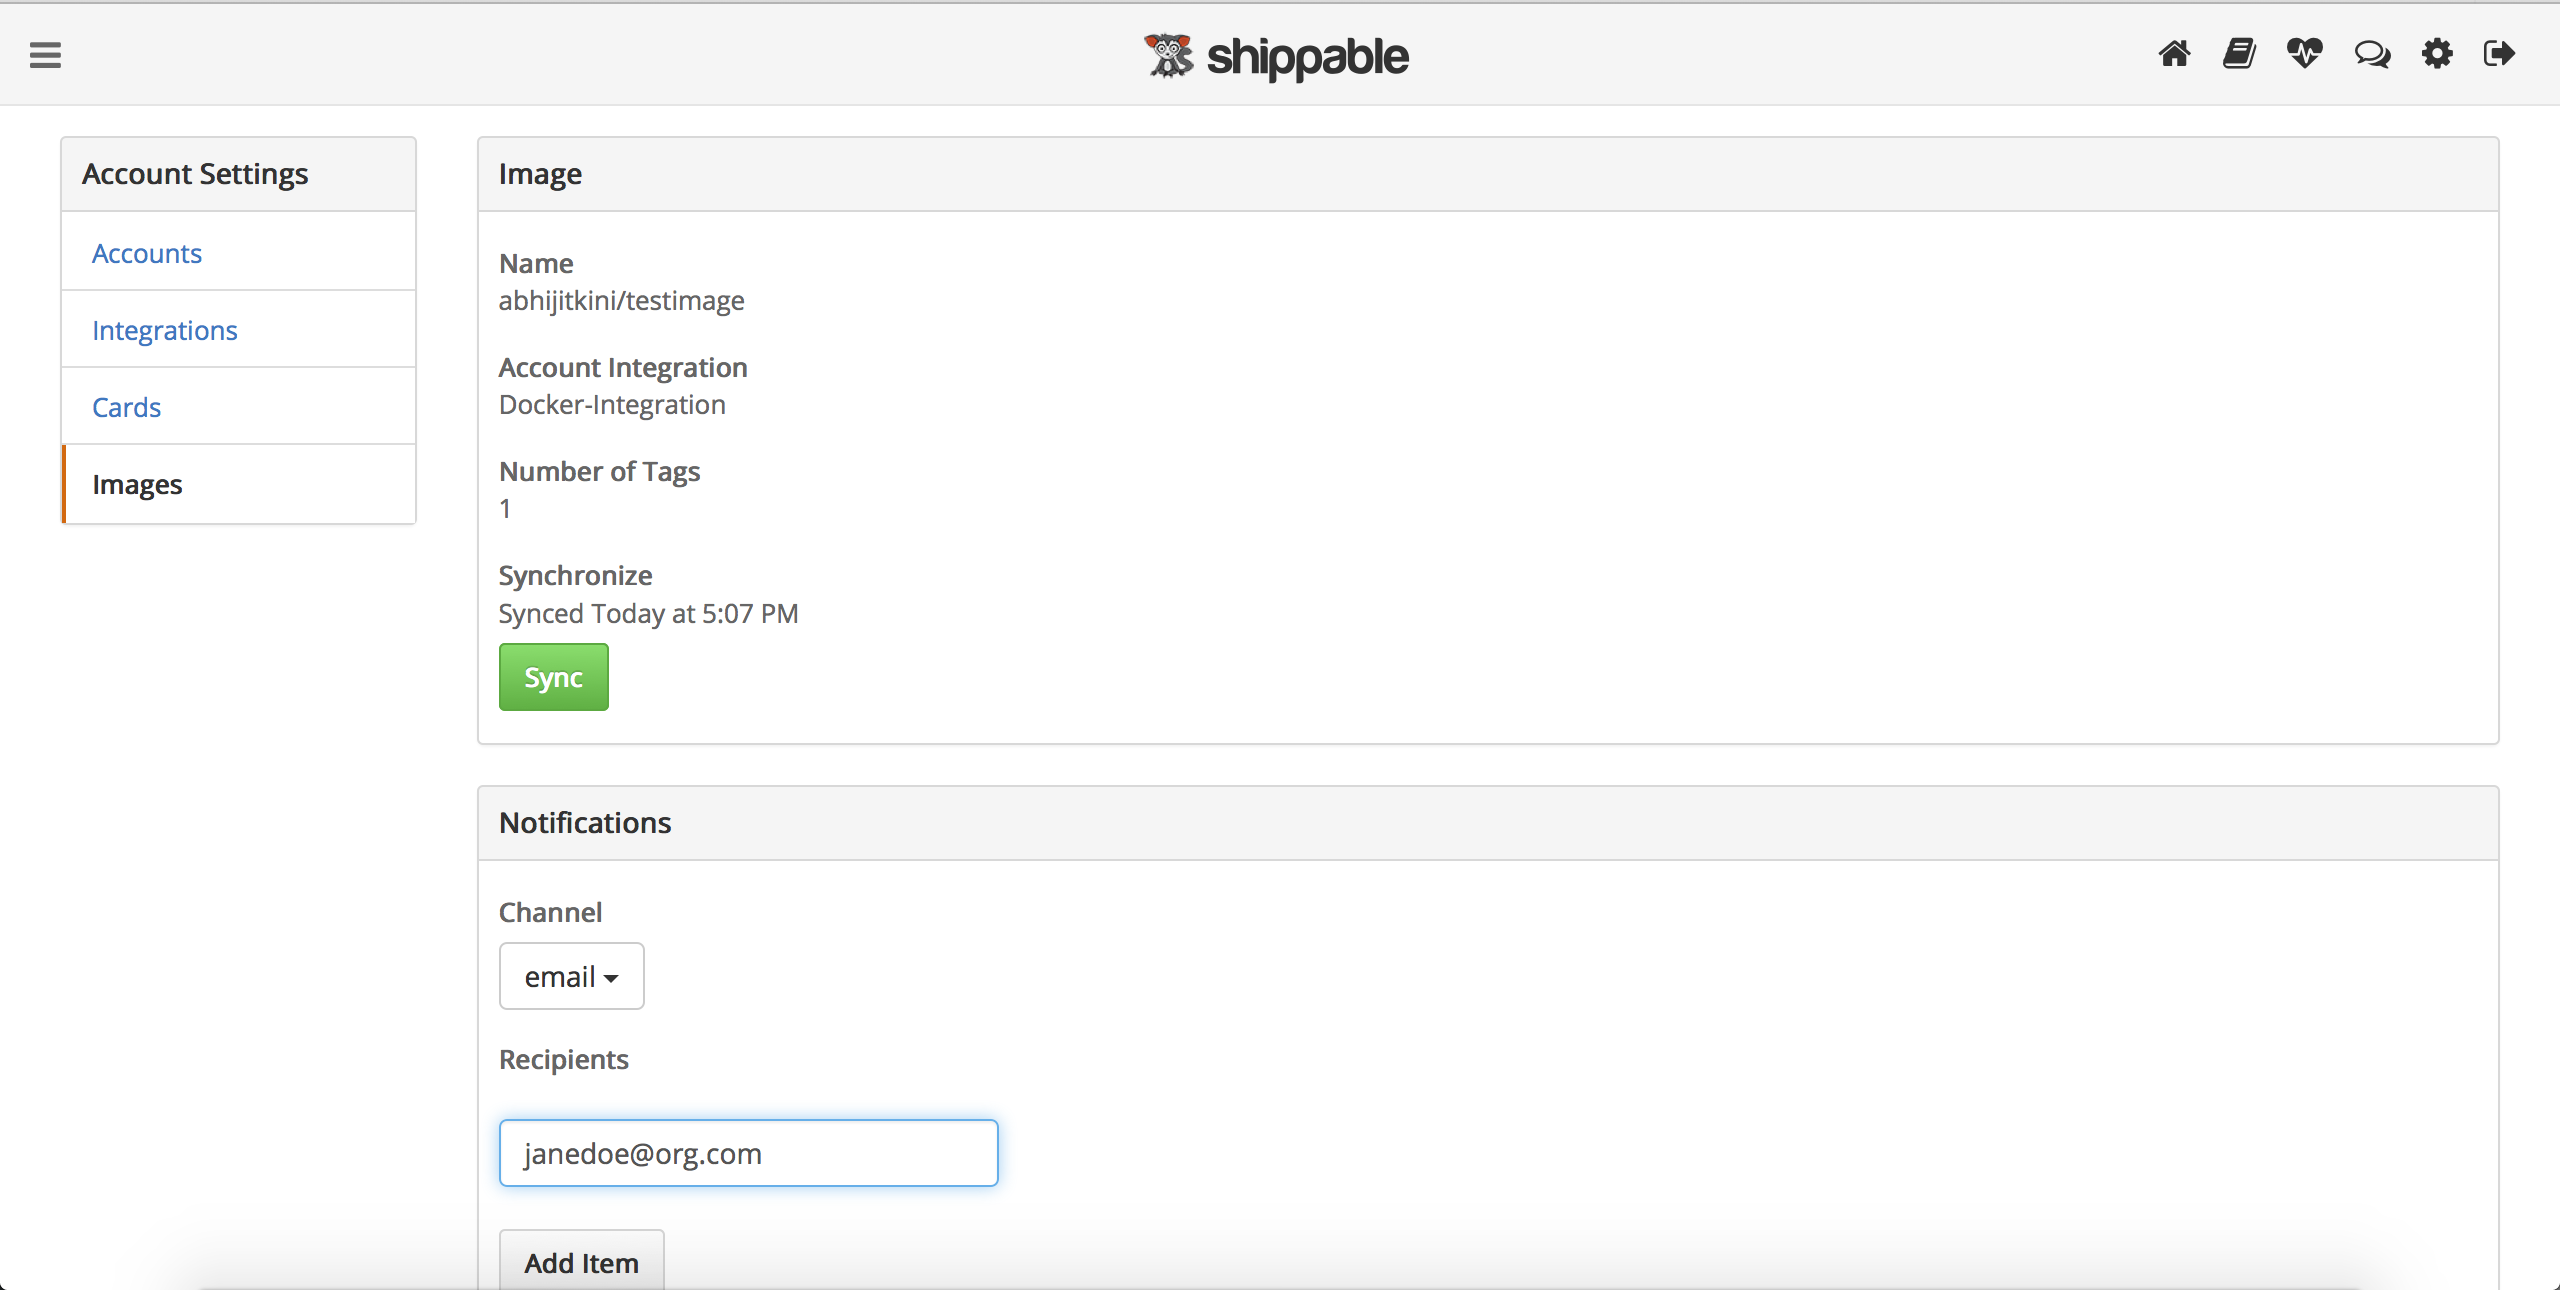 shippable
Account Settings
Accounts
Integrations
Cards
Images
Image
Name
abhijitkini/testimage
Account Integration
Docker-Integration
Number of Tags
1
Synchronize
Synced Today at 5:07 PM
Sync
Notifications
Channel
email
Recipients
janedoe@org.com
Add Item